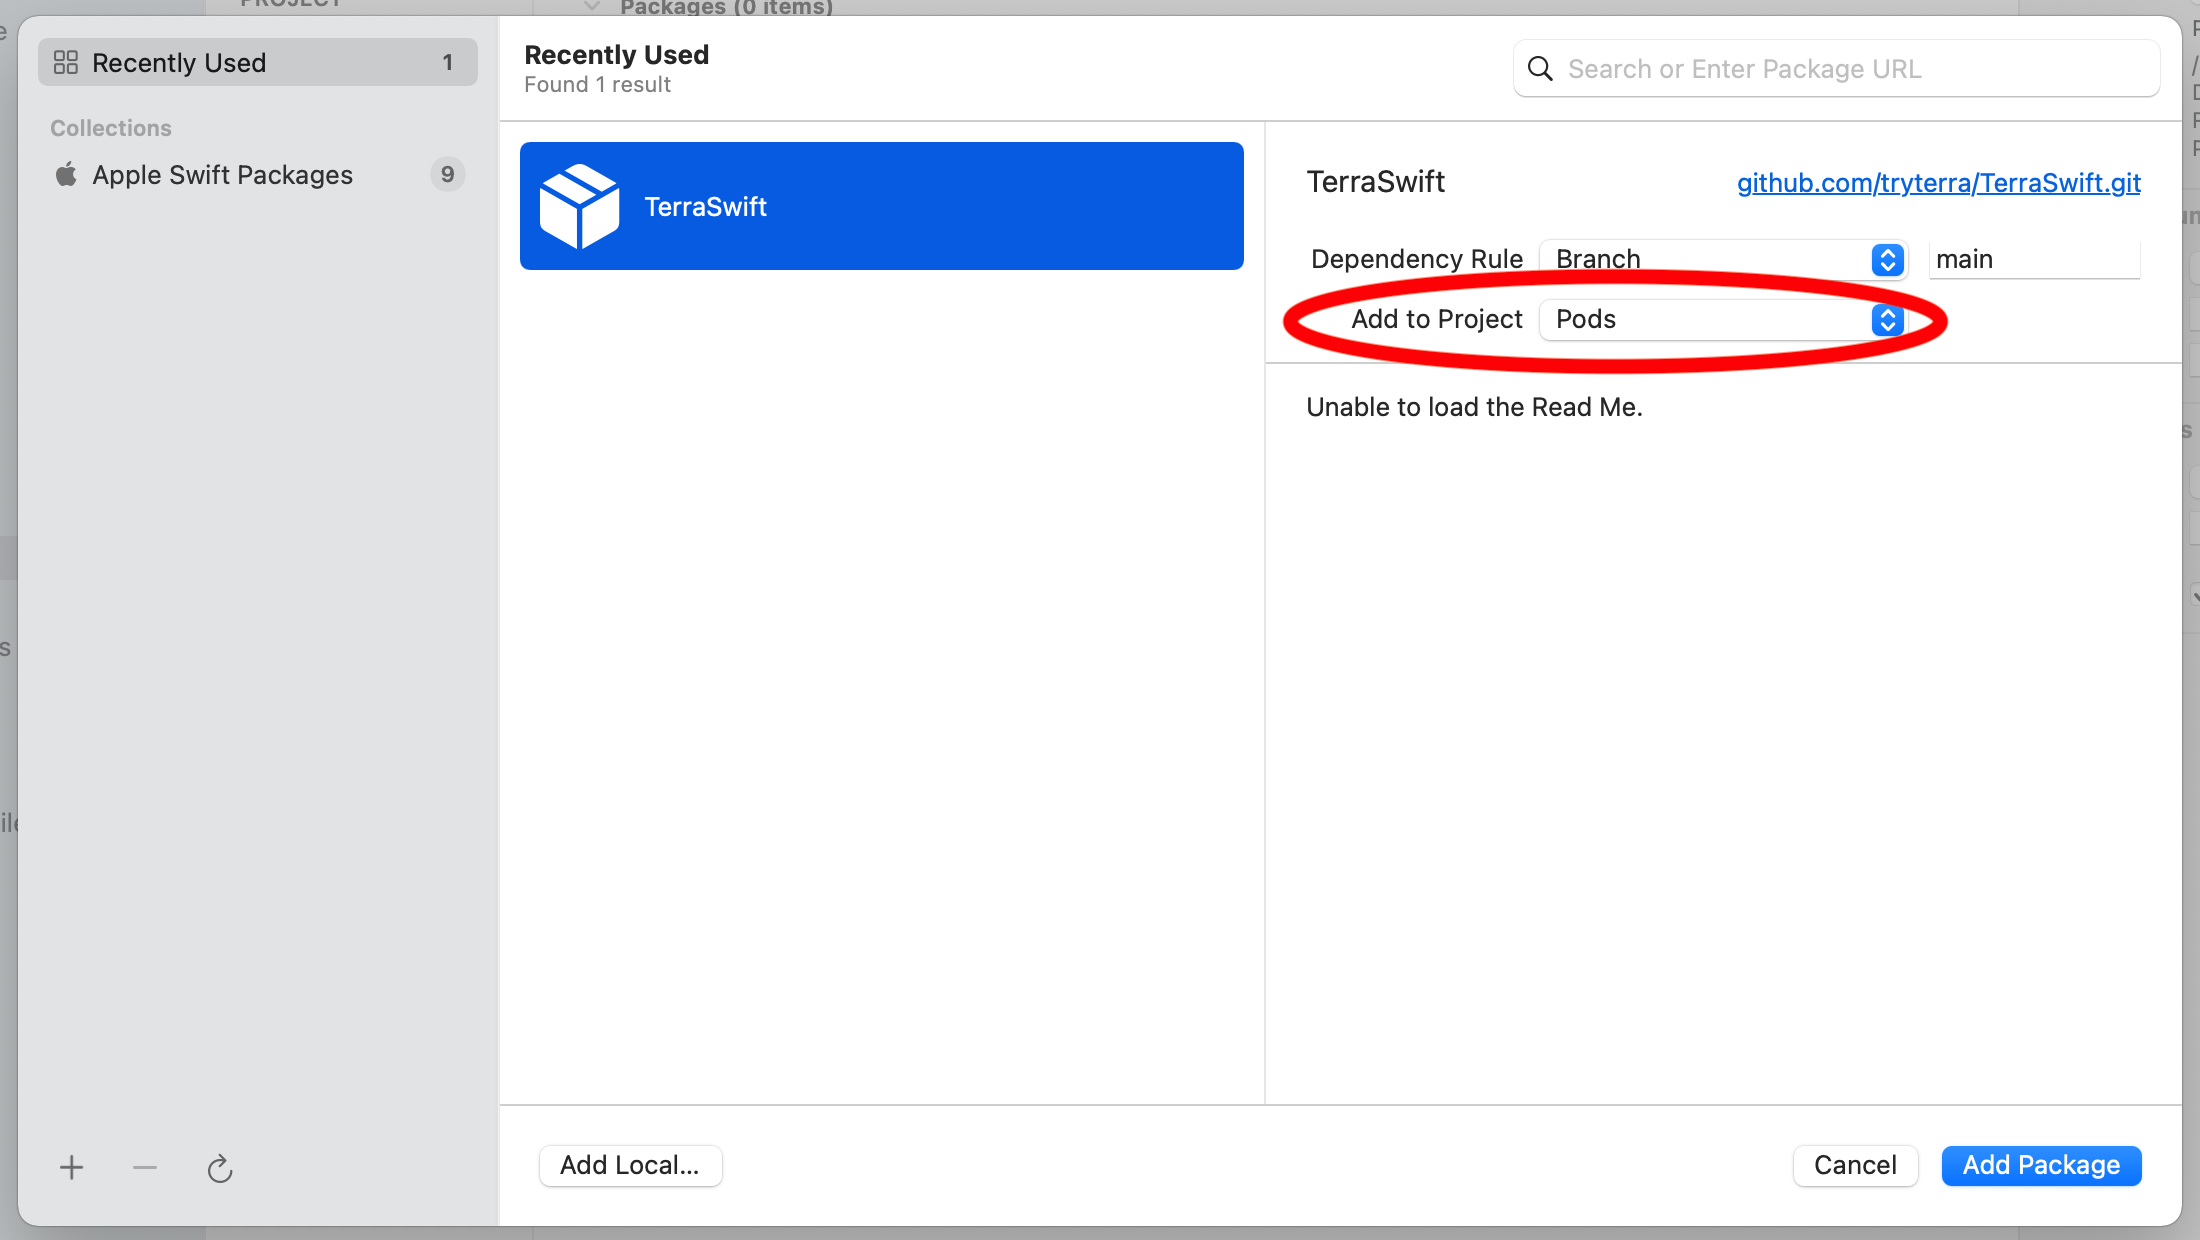 Packages (0 items)
Recently Used 1
Collections
Apple Swift Packages 9
Recently Used
Found 1 result
Search or Enter Package URL
TerraSwift
TerraSwift github.com/tryterra/TerraSwift.git
Dependency Rule Branch main
Add to Project Pods
Unable to load the Read Me.
Add Local...
Cancel
Add Package